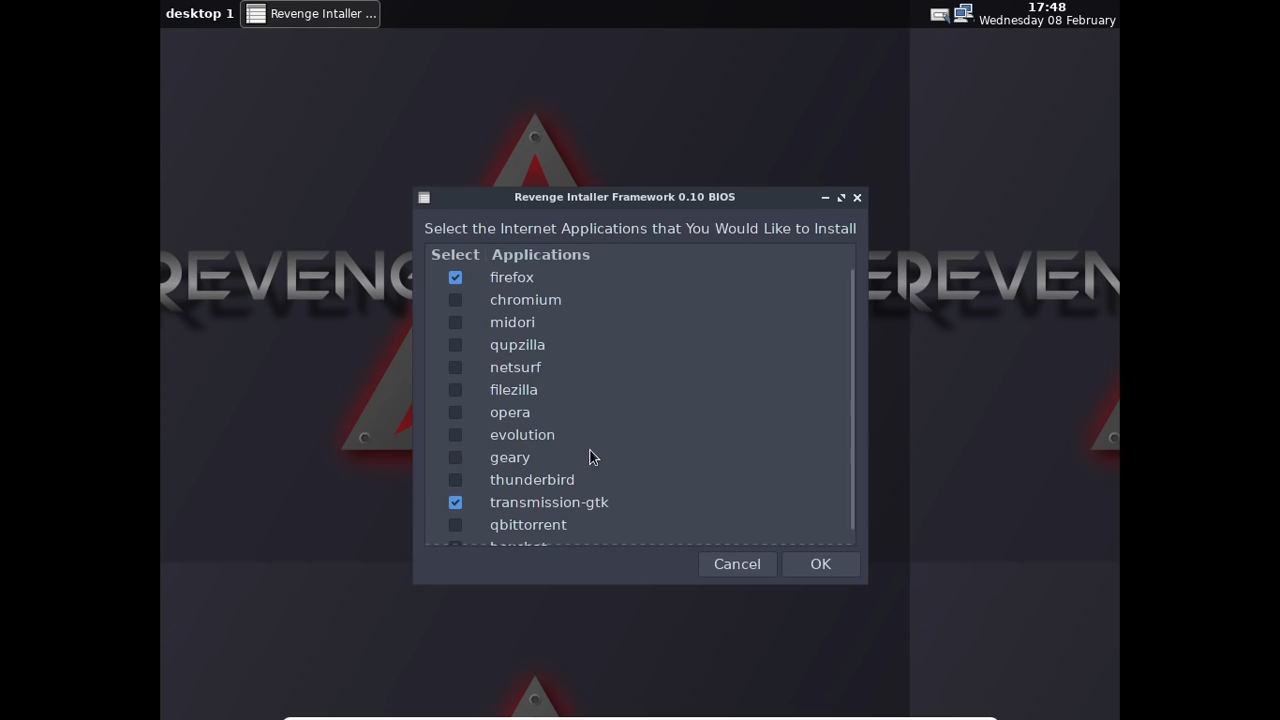 desktop 1
Revenge Intaller ...
17:48
Wednesday 08 February
Revenge Intaller Framework 0.10 BIOS
Select the Internet Applications that You Would Like to Install
Select Applications
firefox
chromium
midori
qupzilla
netsurf
filezilla
opera
evolution
geary
thunderbird
transmission-gtk
qbittorrent
Cancel OK